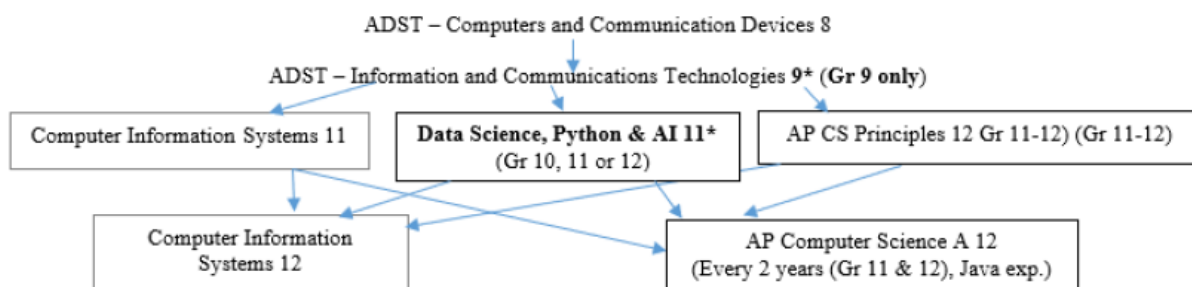 ADST – Computers and Communication Devices 8
ADST – Information and Communications Technologies 9* (Gr 9 only)
Computer Information Systems 11
Data Science, Python & AI 11*
(Gr 10, 11 or 12)
AP CS Principles 12 Gr 11-12) (Gr 11-12)
Computer Information
Systems 12
AP Computer Science A 12
(Every 2 years (Gr 11 & 12), Java exp.)